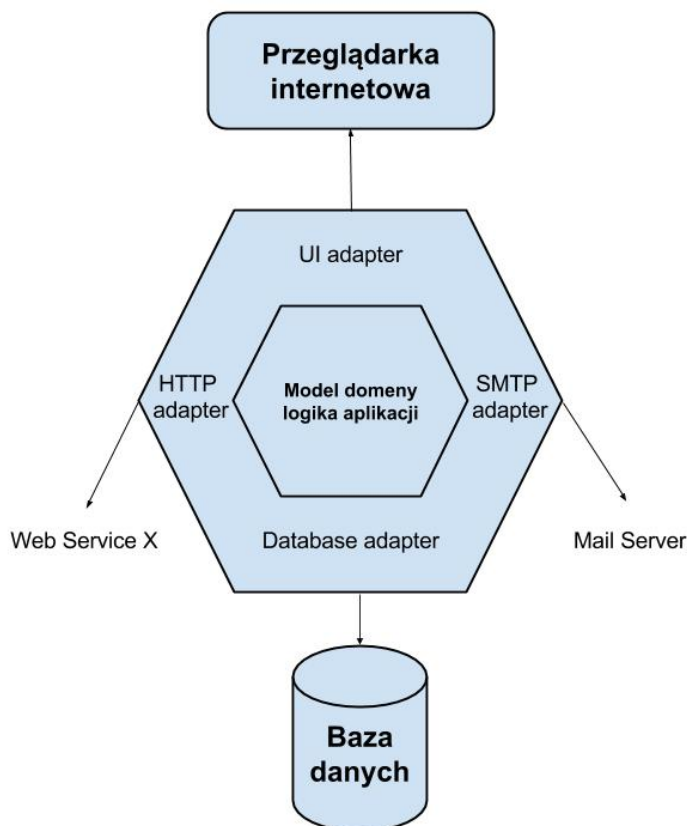 Przeglądarka
internetowa
UI adapter
HTTP
adapter
Model domeny
logika aplikacji
SMTP
adapter
Web Service X
Database adapter
Mail Server
Baza
danych